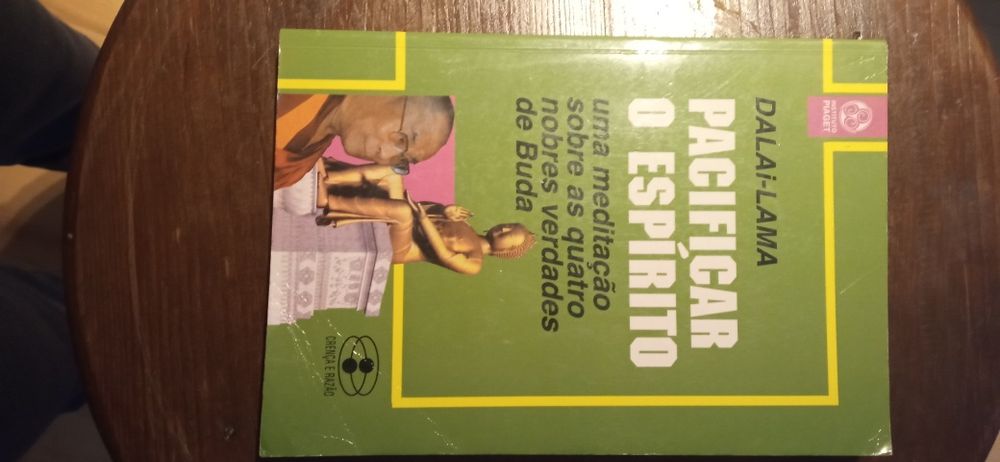 INSTITUTO
PIAGET
DALAi-LAMA
PACIFICAR
O ESPÍRITO
uma meditação
sobre as quatro
nobres verdades
de Buda
CRENÇA E RAZÃO